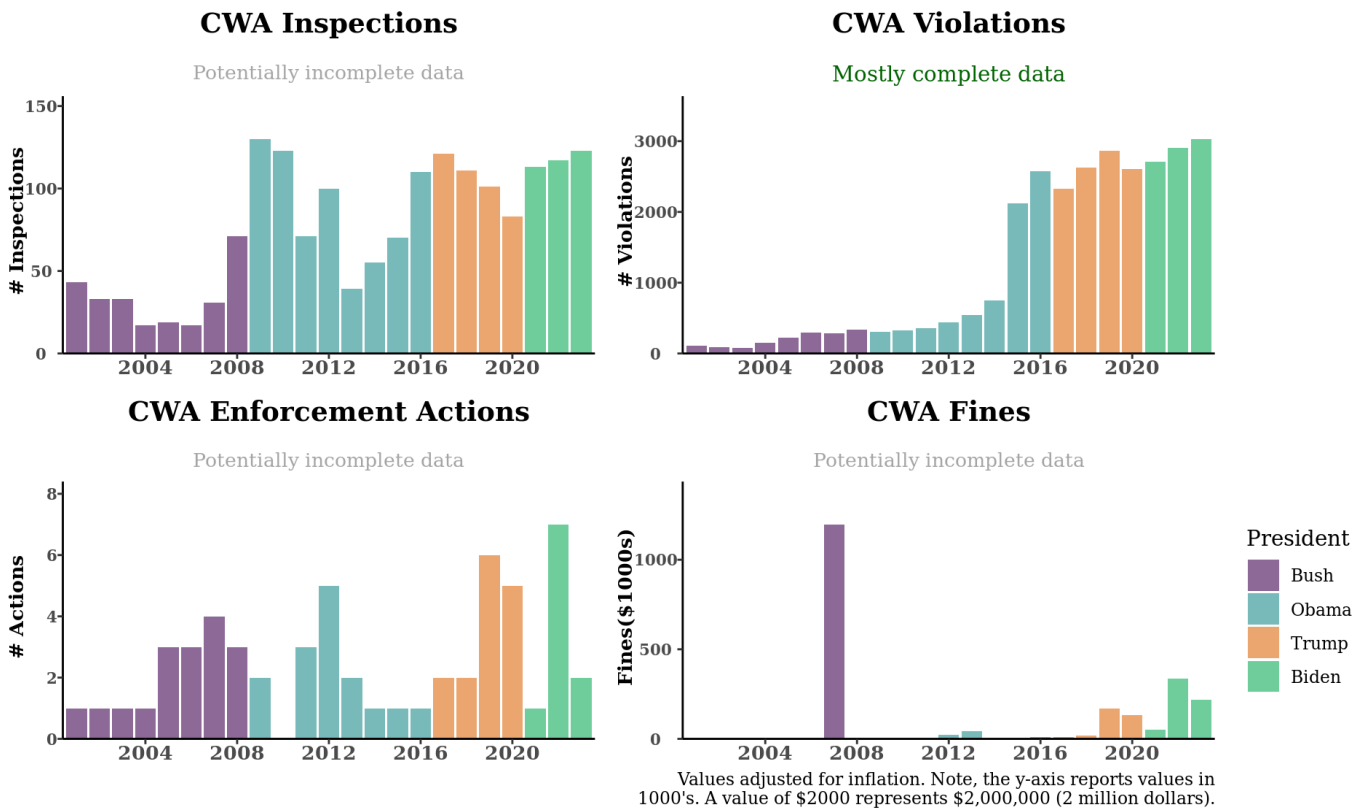 CWA Inspections
Potentially incomplete data
# Inspections
150
100
50
0
2004 2008 2012 2016 2020
CWA Violations
Mostly complete data
# Violations
3000
2000
1000
0
2004 2008 2012 2016 2020
CWA Enforcement Actions
Potentially incomplete data
# Actions
8
6
4
2
0
2004 2008 2012 2016 2020
CWA Fines
Potentially incomplete data
Fines($1000s)
1000
500
0
2004 2008 2012 2016 2020
President
Bush
Obama
Trump
Biden
Values adjusted for inflation. Note, the y-axis reports values in
1000's. A value of $2000 represents $2,000,000 (2 million dollars).